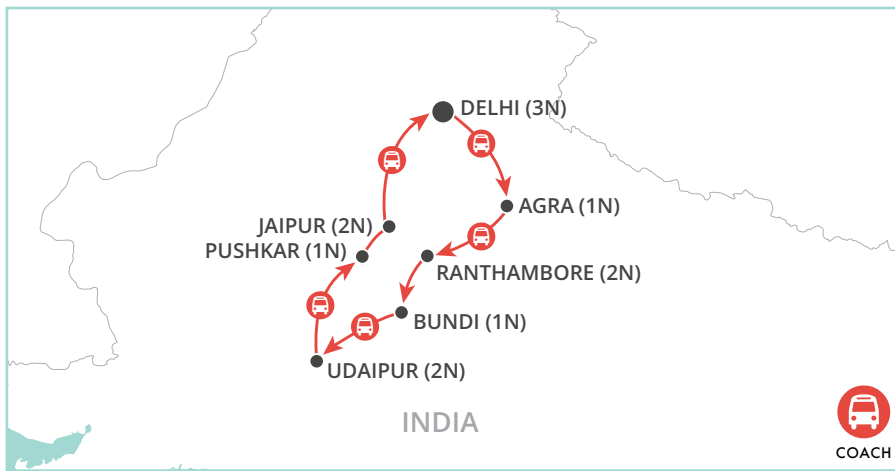 DELHI (3N)
AGRA (1N)
JAIPUR (2N)
PUSHKAR (1N)
RANTHAMBORE (2N)
BUNDI (1N)
UDAIPUR (2N)
INDIA
COACH